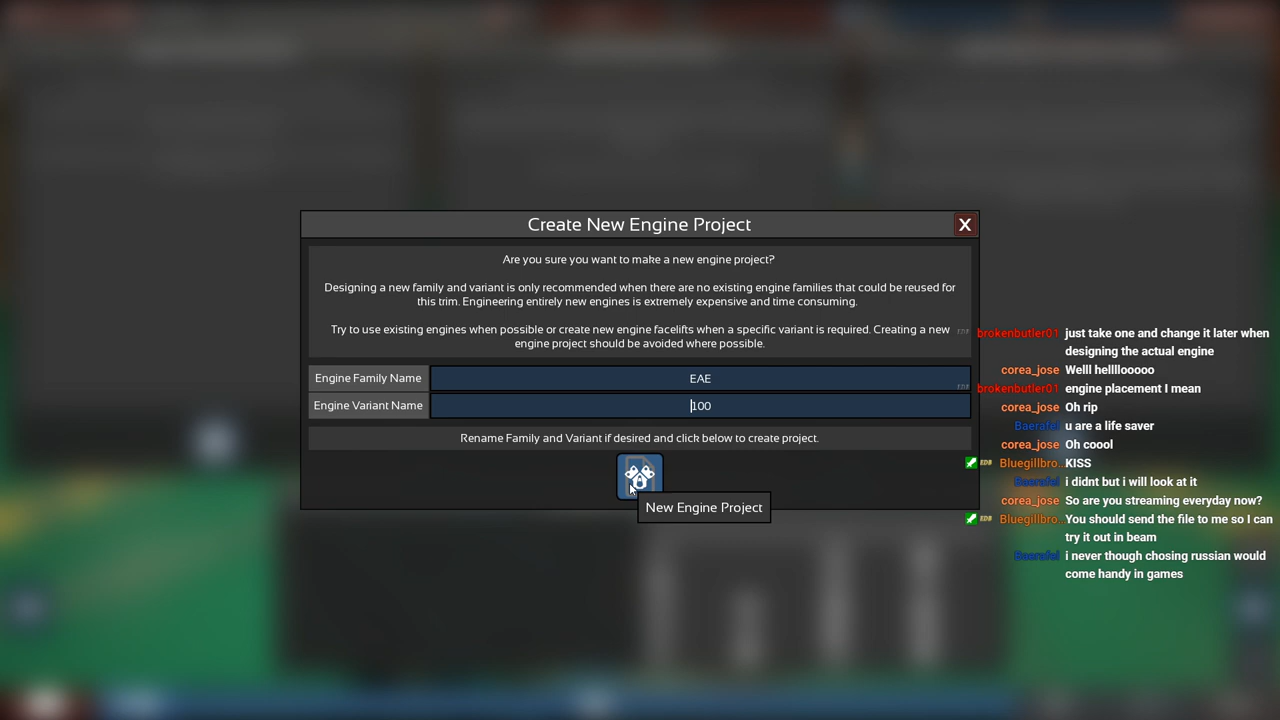 Create New Engine Project
X
Are you sure you want to make a new engine project?
Designing a new family and variant is only recommended when there are no existing engine families that could be reused for
this trim. Engineering entirely new engines is extremely expensive and time consuming.
Try to use existing engines when possible or create new engine facelifts when a specific variant is required. Creating a new
engine project should be avoided where possible.
Engine Family Name
EAE
Engine Variant Name
100
Rename Family and Variant if desired and click below to create project.
New Engine Project
brokenbutler01 just take one and change it later when
designing the actual engine
corea_jose Welll hellllooooo
brokenbutler01 engine placement I mean
corea_jose Oh rip
Baerafel u are a life saver
corea_jose Oh coool
Bluegillbro.. KISS
Baerafel i didnt but i will look at it
corea_jose So are you streaming everyday now?
Bluegillbro.. You should send the file to me so I can
try it out in beam
Baerafel i never though chosing russian would
come handy in games